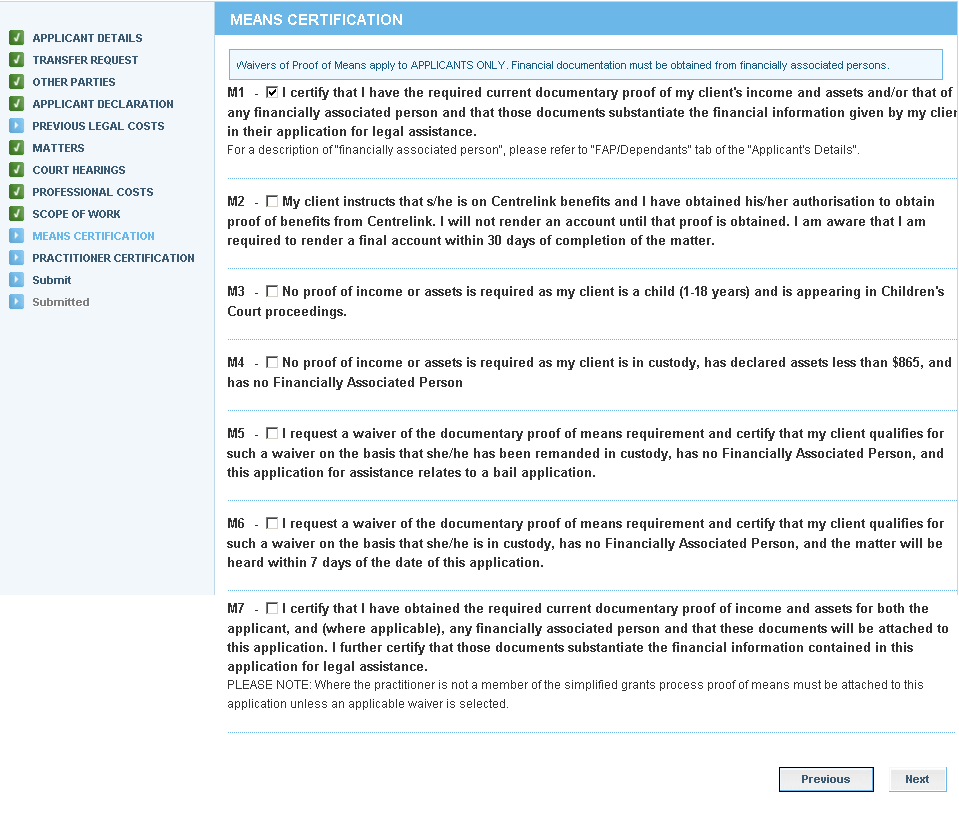 APPLICANT DETAILS
TRANSFER REQUEST
OTHER PARTIES
APPLICANT DECLARATION
PREVIOUS LEGAL COSTS
MATTERS
COURT HEARINGS
PROFESSIONAL COSTS
SCOPE OF WORK
MEANS CERTIFICATION
PRACTITIONER CERTIFICATION
Submit
Submitted
MEANS CERTIFICATION
Waivers of Proof of Means apply to APPLICANTS ONLY. Financial documentation must be obtained from financially associated persons.
M1 - I certify that I have the required current documentary proof of my client's income and assets and/or that of
any financially associated person and that those documents substantiate the financial information given by my clien
in their application for legal assistance.
For a description of "financially associated person", please refer to "FAP/Dependants" tab of the "Applicant's Details".
M2 - My client instructs that s/he is on Centrelink benefits and I have obtained his/her authorisation to obtain
proof of benefits from Centrelink. I will not render an account until that proof is obtained. I am aware that I am
required to render a final account within 30 days of completion of the matter.
M3 - No proof of income or assets is required as my client is a child (1-18 years) and is appearing in Children's
Court proceedings.
M4 - No proof of income or assets is required as my client is in custody, has declared assets less than $865, and
has no Financially Associated Person
M5 - I request a waiver of the documentary proof of means requirement and certify that my client qualifies for
such a waiver on the basis that she/he has been remanded in custody, has no Financially Associated Person, and
this application for assistance relates to a bail application.
M6 - I request a waiver of the documentary proof of means requirement and certify that my client qualifies for
such a waiver on the basis that she/he is in custody, has no Financially Associated Person, and the matter will be
heard within 7 days of the date of this application.
M7 - I certify that I have obtained the required current documentary proof of income and assets for both the
applicant, and (where applicable), any financially associated person and that these documents will be attached to
this application. I further certify that those documents substantiate the financial information contained in this
application for legal assistance.
PLEASE NOTE: Where the practitioner is not a member of the simplified grants process proof of means must be attached to this
application unless an applicable waiver is selected.
Previous
Next